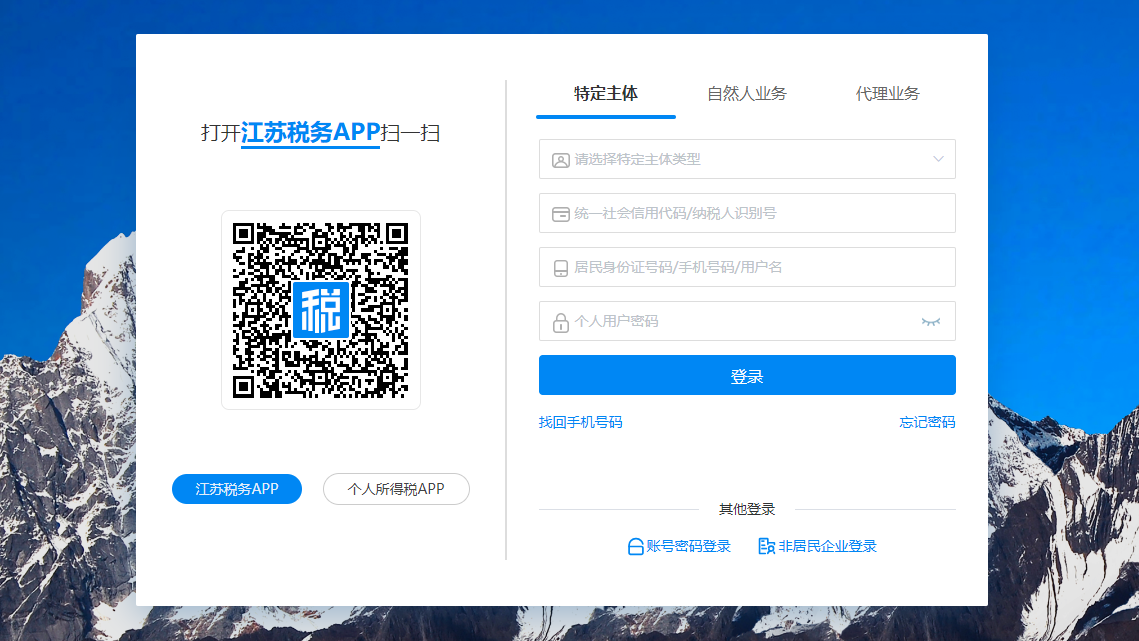 打开江苏税务APP扫一扫
税
江苏税务APP
个人所得税APP
特定主体
自然人业务
代理业务
请选择特定主体类型
统一社会信用代码/纳税人识别号
居民身份证号码/手机号码/用户名
个人用户密码
登录
找回手机号码
忘记密码
其他登录
账号密码登录
非居民企业登录